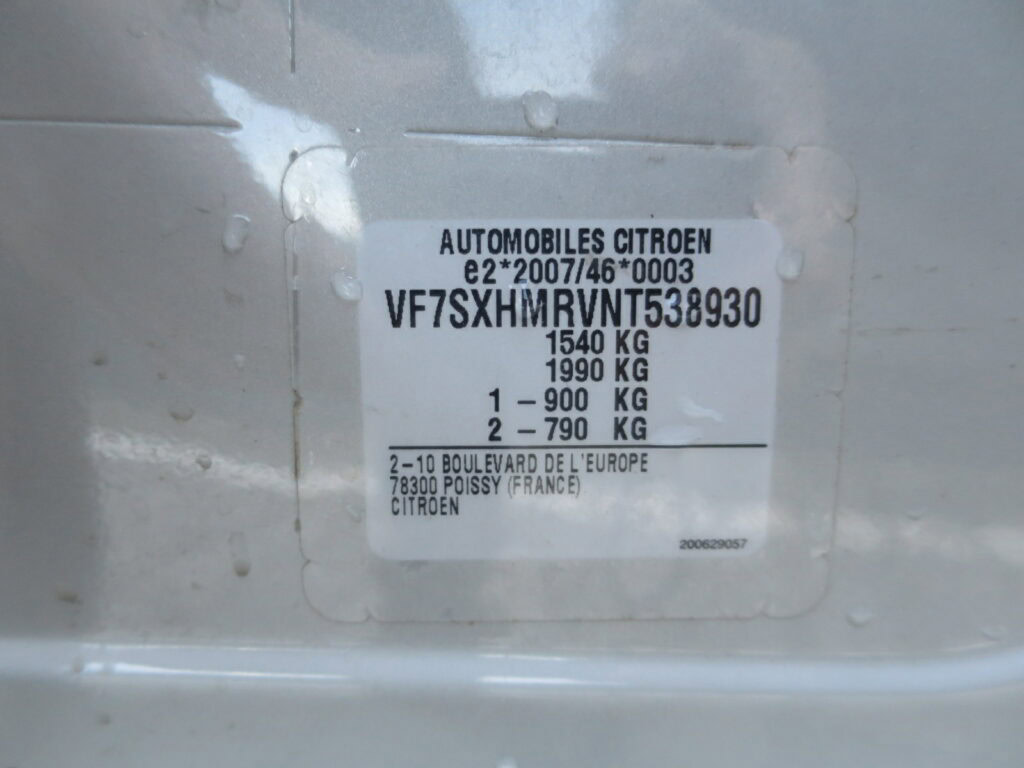 AUTOMOBILES CITROEN
e2*2007/46*0003
VF7SXHMRVNT538930
1540 KG
1990 KG
1 - 900 KG
2 - 790 KG
2-10 BOULEVARD DE L'EUROPE
78300 POISSY (FRANCE)
CITROEN
200629057